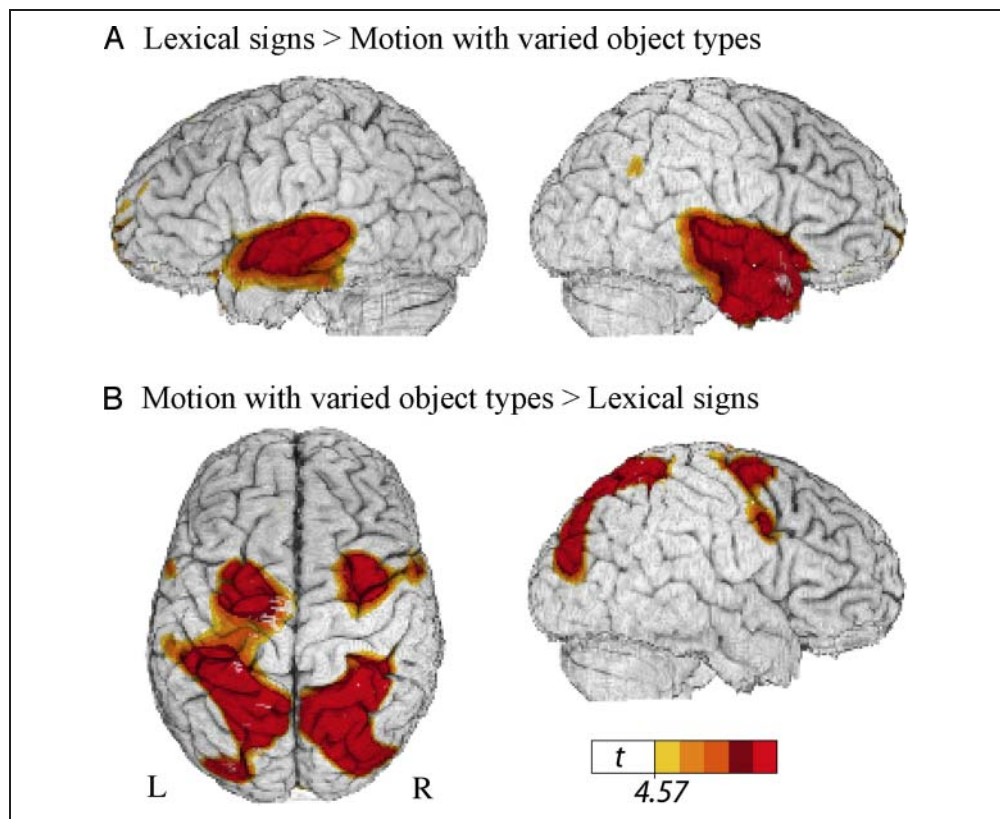 A Lexical signs > Motion with varied object types
B Motion with varied object types > Lexical signs
L
R
t
4.57